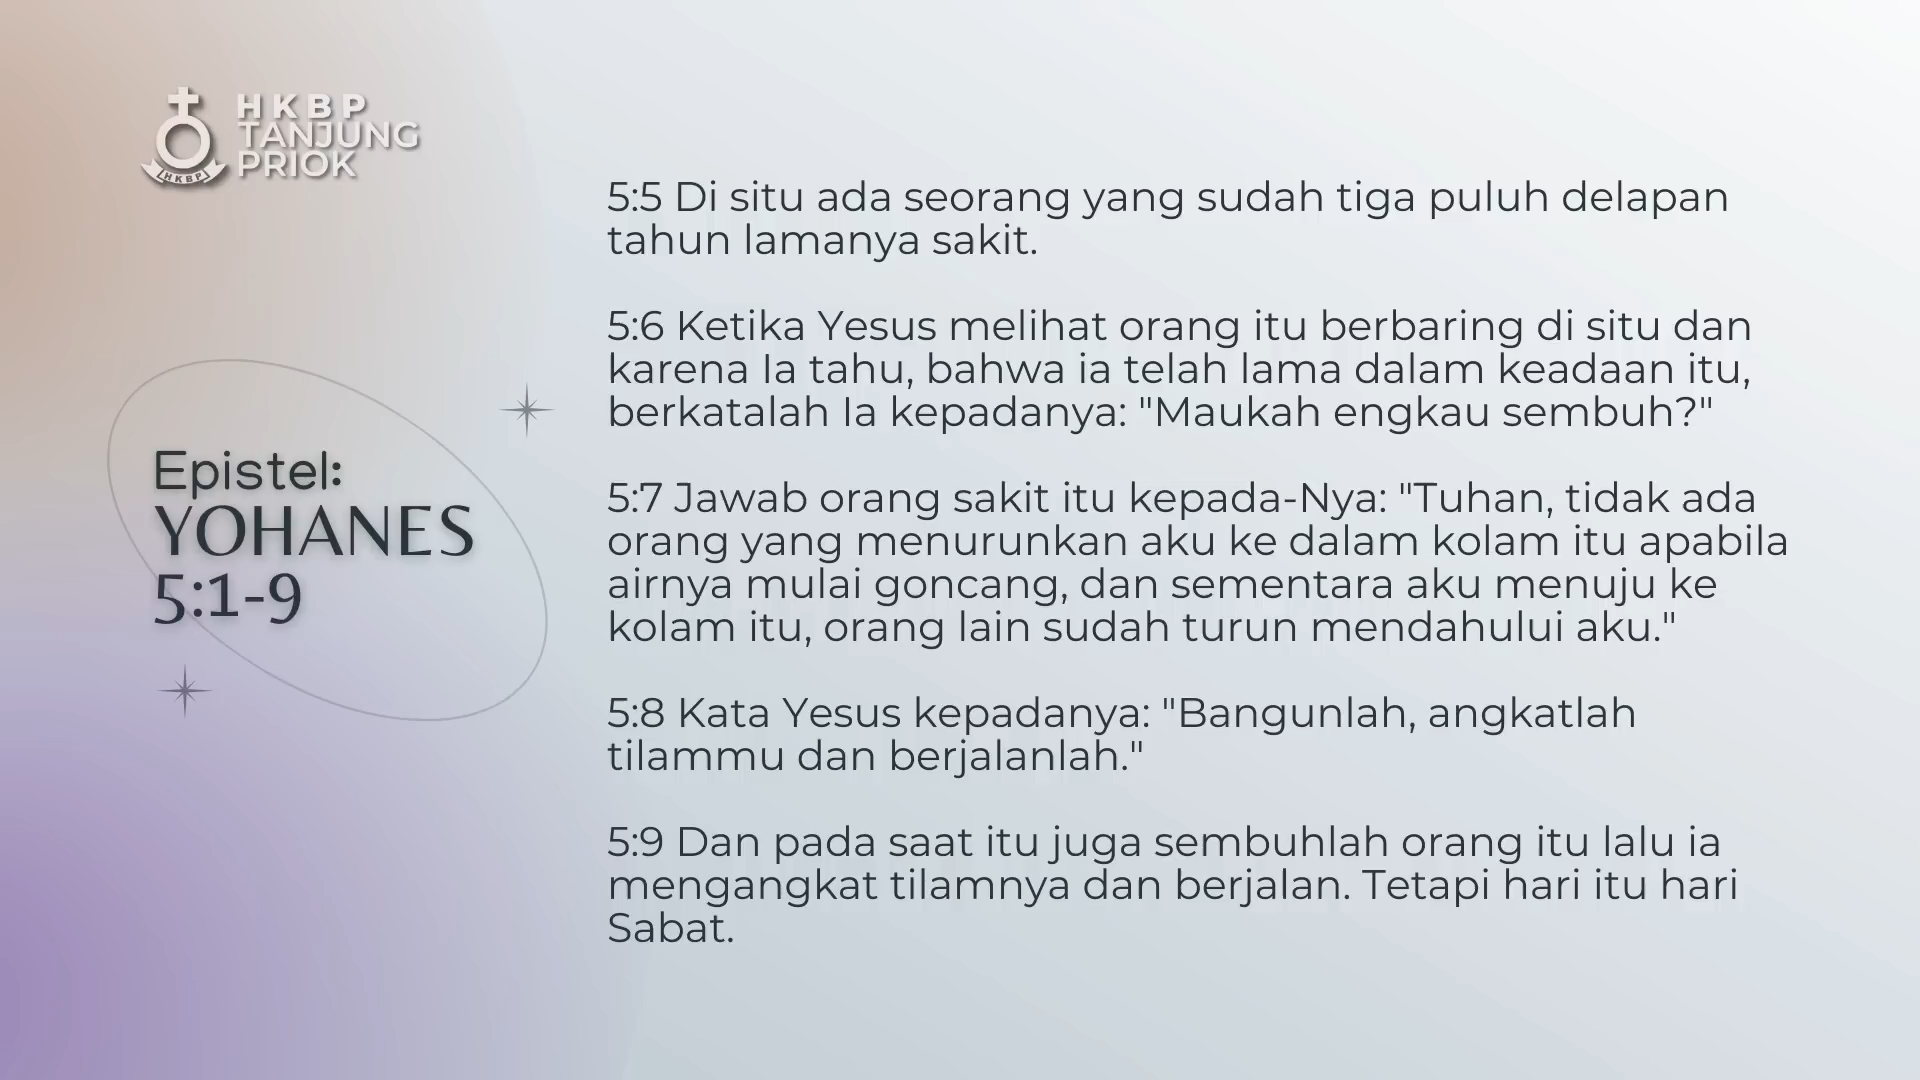 HKBP
TANJUNG
PRIOK
HKBP
Epistel:
YOHANES
5:1-9
5:5 Di situ ada seorang yang sudah tiga puluh delapan
tahun lamanya sakit.
5:6 Ketika Yesus melihat orang itu berbaring di situ dan
karena Ia tahu, bahwa ia telah lama dalam keadaan itu,
berkatalah Ia kepadanya: "Maukah engkau sembuh?"
5:7 Jawab orang sakit itu kepada-Nya: "Tuhan, tidak ada
orang yang menurunkan aku ke dalam kolam itu apabila
airnya mulai goncang, dan sementara aku menuju ke
kolam itu, orang lain sudah turun mendahului aku."
5:8 Kata Yesus kepadanya: "Bangunlah, angkatlah
tilammu dan berjalanlah."
5:9 Dan pada saat itu juga sembuhlah orang itu lalu ia
mengangkat tilamnya dan berjalan. Tetapi hari itu hari
Sabat.